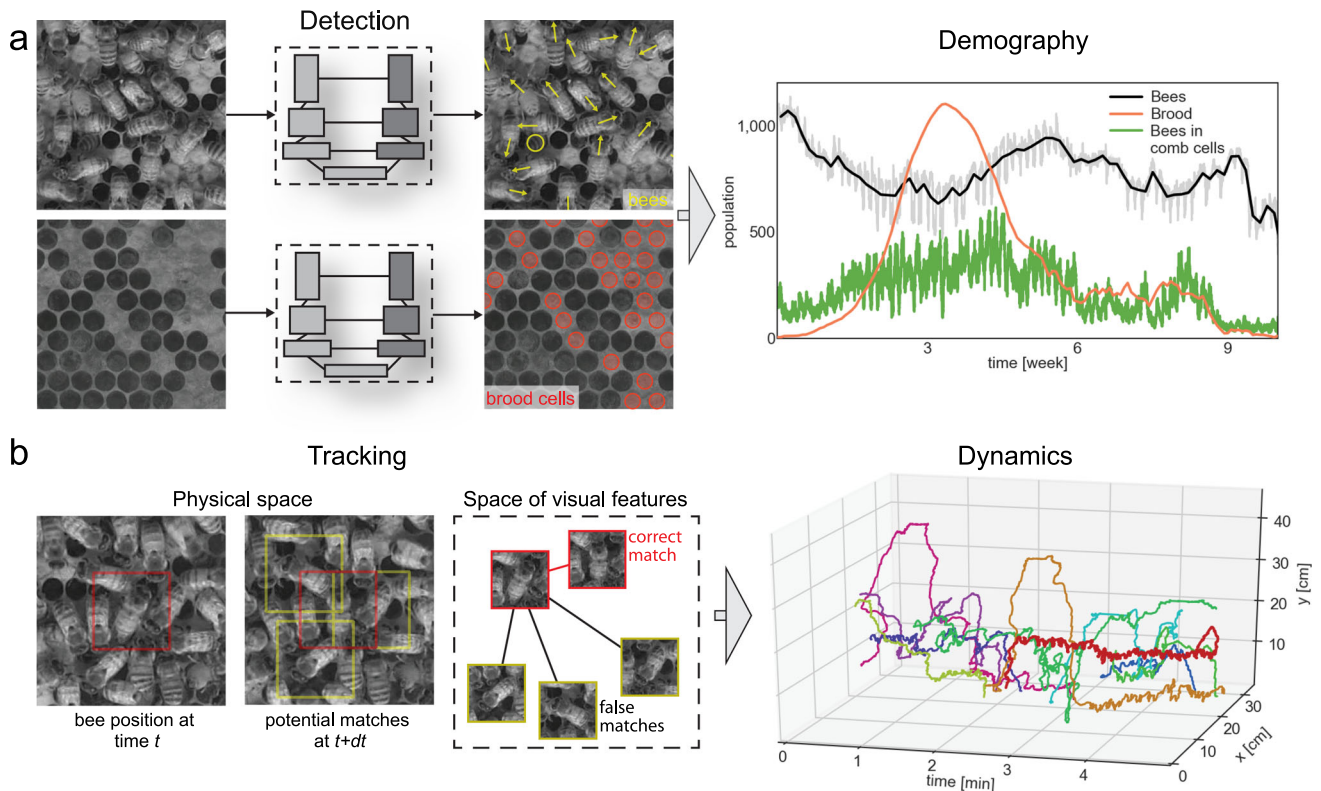 a
Detection
bees
brood cells
Demography
Bees
Brood
Bees in
comb cells
population
1,000
500
0
3
6
9
time [week]
b
Tracking
Physical space
bee position at
time t
potential matches
at t+dt
Space of visual features
correct
match
false
matches
Dynamics
40
30
20
10
y [cm]
30
20
10
0
x [cm]
0
1
2
3
4
time [min]